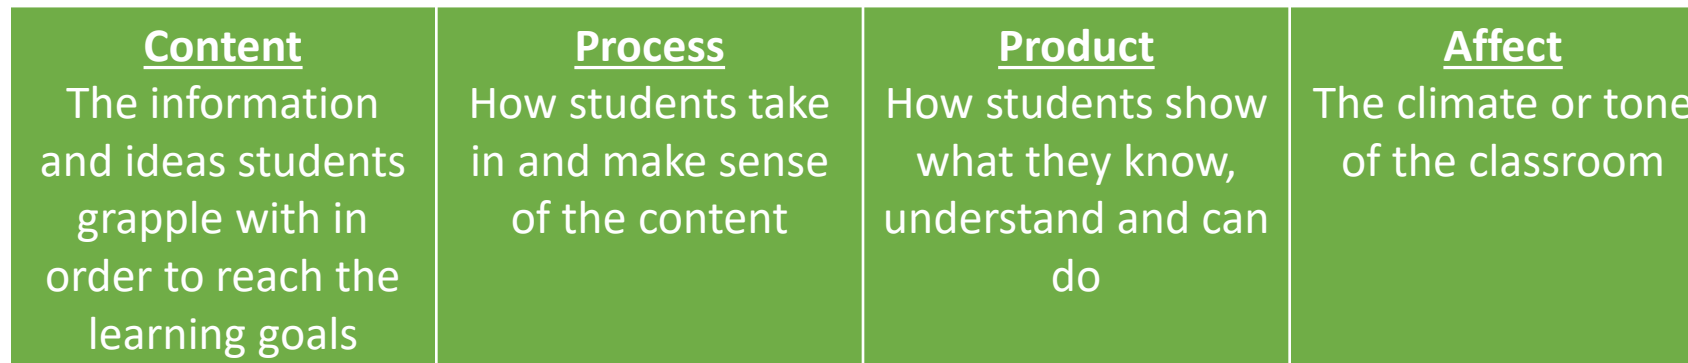 Content
The information
and ideas students
grapple with in
order to reach the
learning goals
Process
How students take
in and make sense
of the content
Product
How students show
what they know,
understand and can
do
Affect
The climate or tone
of the classroom